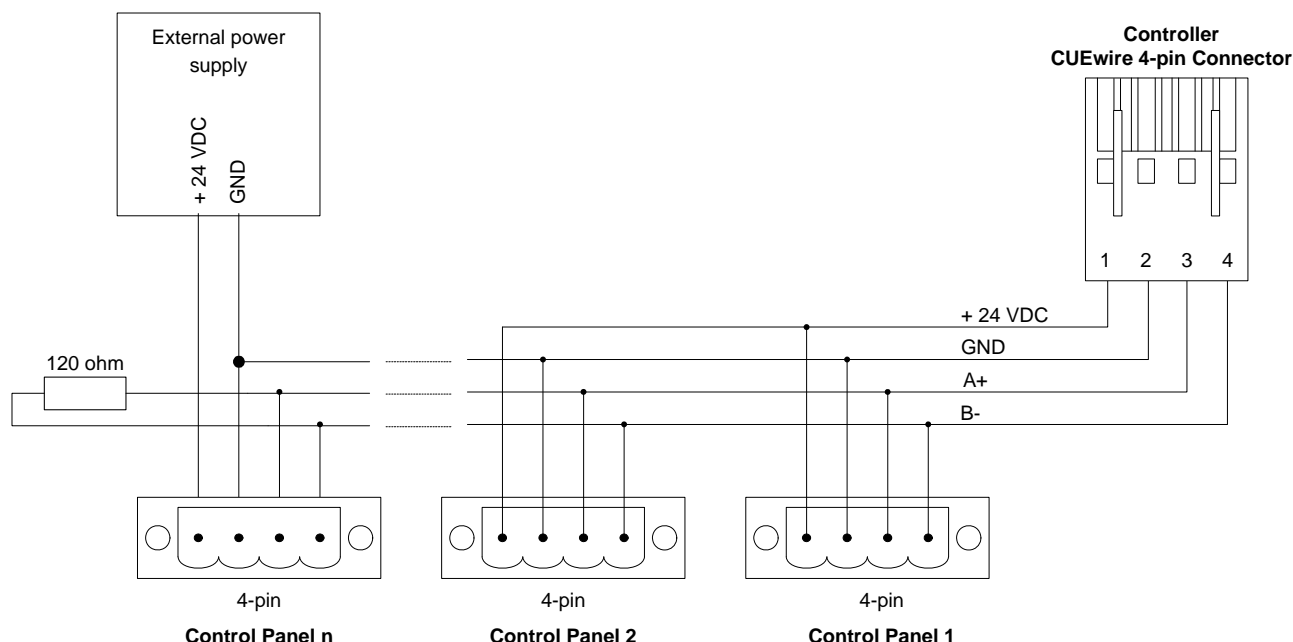 External power
supply
+ 24 VDC
GND
Controller
CUEwire 4-pin Connector
1 2 3 4
+ 24 VDC
GND
A+
B-
120 ohm
4-pin
Control Panel n
4-pin
Control Panel 2
4-pin
Control Panel 1